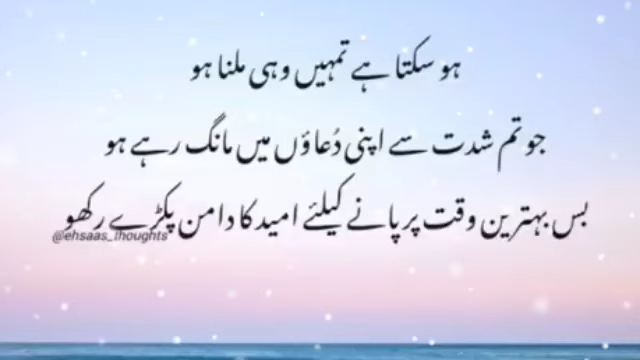 ہو سکتا ہے تمہیں وہی ملنا ہو
جو تم شدت سے اپنی دُعاؤں میں مانگ رہے ہو
بس بہترین وقت پر پانے کیلئے امید کا دامن پکڑے رکھو
@ehsaas_thoughts